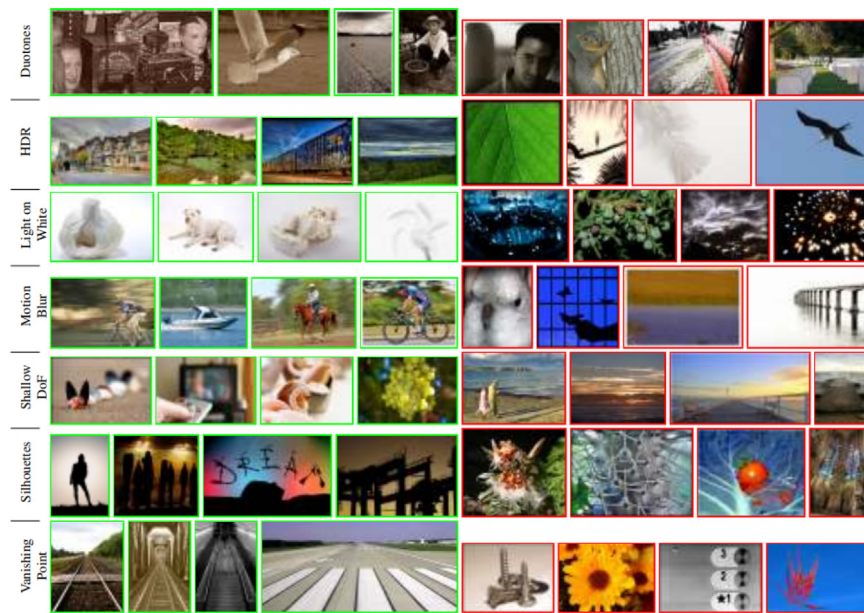 Duotones
HDR
Light on
White
Motion
Blur
Shallow
DoF
Silhouettes
DREAM
Vanishing
Point
3
2
★1